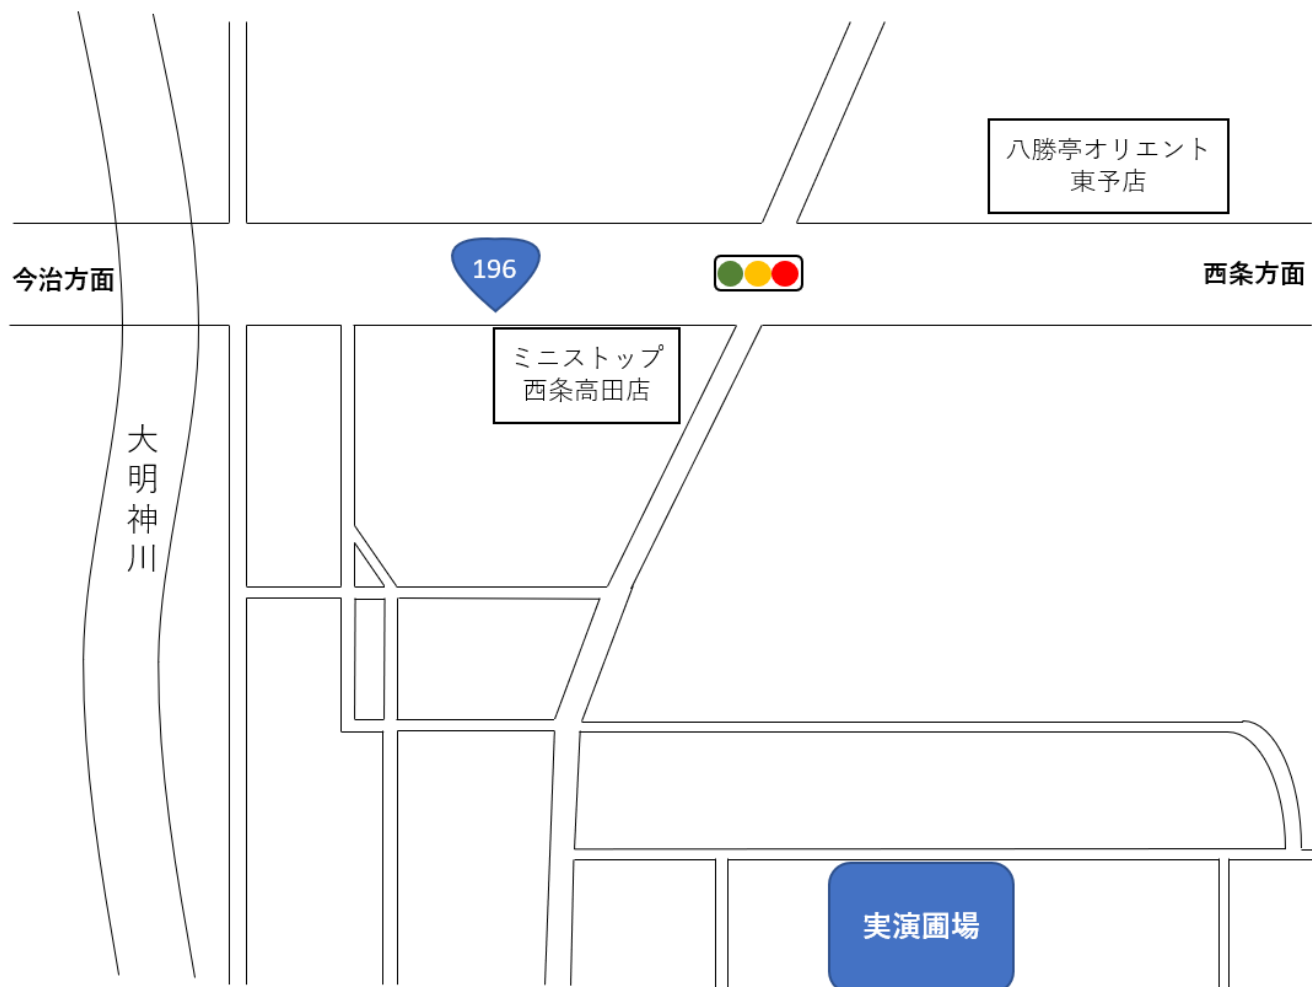 八勝亭オリエント
東予店
今治方面
196
西条方面
ミニストップ
西条高田店
大明神川
実演圃場